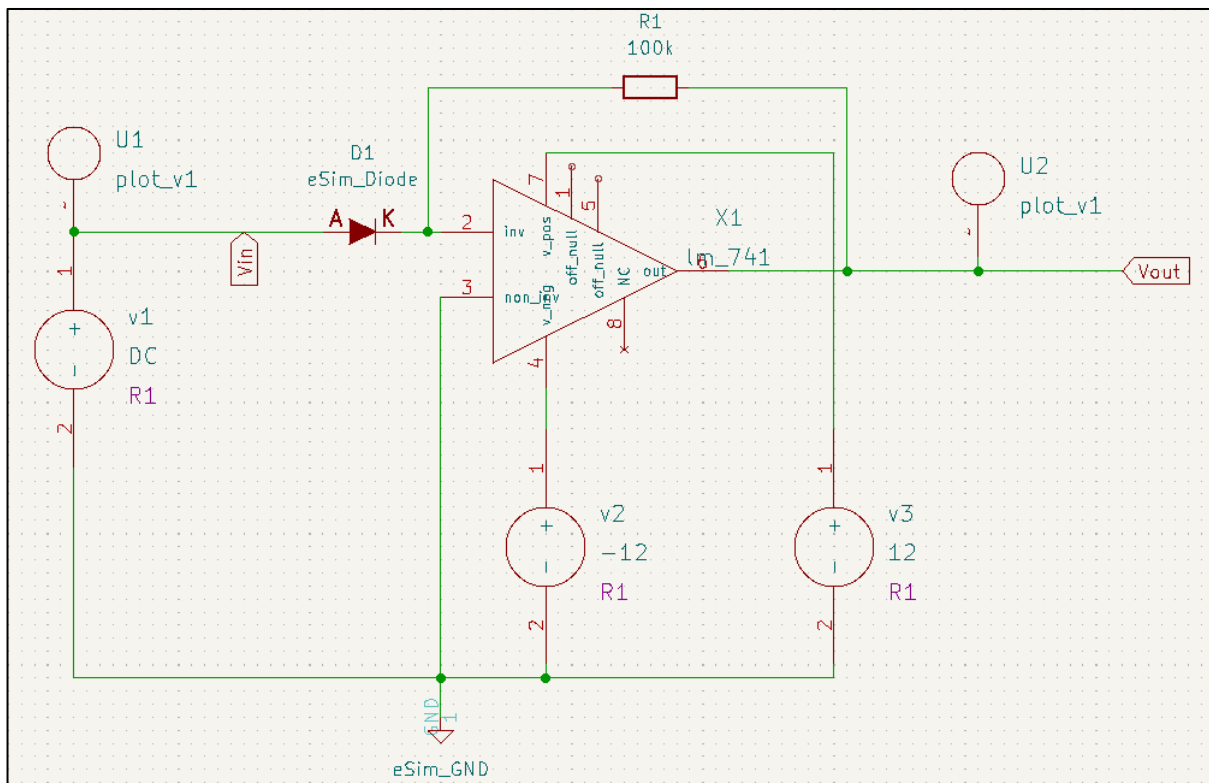 R1
100k
U1
plot_v1
D1
eSim_Diode
A
K
7
1
5
U2
plot_v1
X1
lm_741
2
inv
v_pos
off_null
off_null
NC
out
6
Vin
Vout
1
3
non_inv
v_neg
8
4
v1
DC
R1
2
1
1
v2
-12
R1
v3
12
R1
2
2
GND
1
eSim_GND